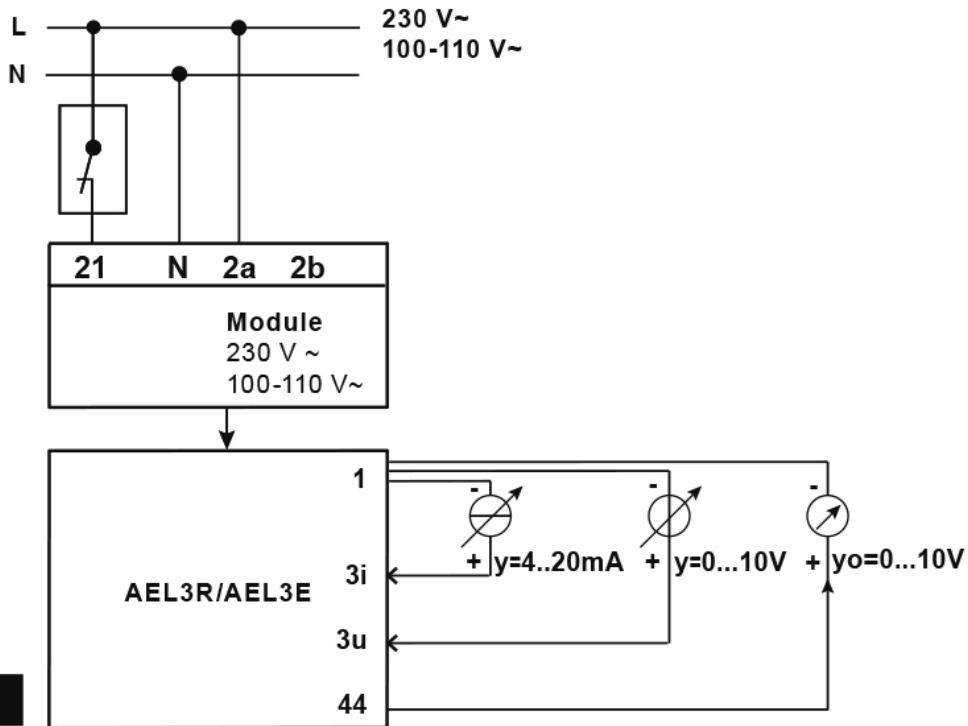 L
230 V~
100-110 V~
N
21 N 2a 2b
Module
230 V ~
100-110 V~
1
- - -
+ y=4..20mA + y=0...10V + yo=0...10V
3i
AEL3R/AEL3E
3u
44